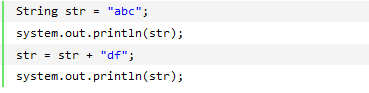 String str = "abc";
system.out.println(str);
str = str + "df";
system.out.println(str);